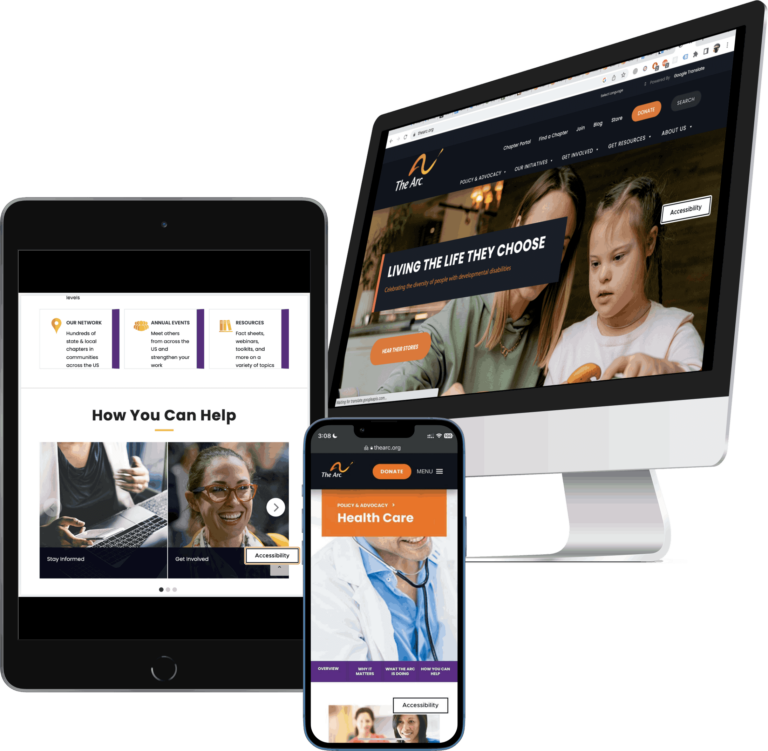 thearc.org
Select Language
Powered by Google Translate
Chapter Portal
Find a Chapter
Join
Blog
Store
DONATE
SEARCH
The Arc
POLICY & ADVOCACY
OUR INITIATIVES
GET INVOLVED
GET RESOURCES
ABOUT US
Accessibility
LIVING THE LIFE THEY CHOOSE
Celebrating the diversity of people with developmental disabilities
HEAR THEIR STORIES
levels
OUR NETWORK
Hundreds of
state & local
chapters in
communities
across the US
ANNUAL EVENTS
Meet others
from across the
US and
strengthen your
work
RESOURCES
Fact sheets,
webinars,
toolkits, and
more on a
variety of topics
How You Can Help
Stay Informed
Get Involved
Accessibility
3:08
thearc.org
The Arc
DONATE
MENU
POLICY & ADVOCACY
Health Care
OVERVIEW
WHY IT
MATTERS
WHAT THE ARC
IS DOING
HOW YOU CAN
HELP
Accessibility